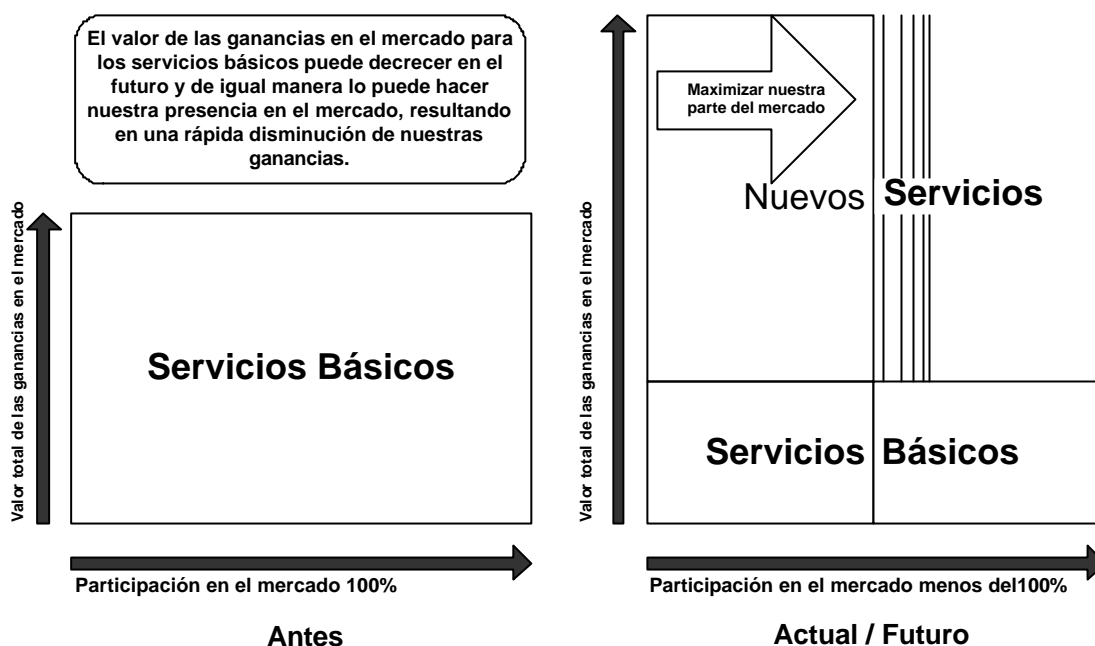 El valor de las ganancias en el mercado para
los servicios básicos puede decrecer en el
futuro y de igual manera lo puede hacer
nuestra presencia en el mercado, resultando
en una rápida disminución de nuestras
ganancias.
Valor total de las ganancias en el mercado
Servicios Básicos
Participación en el mercado 100%
Antes
Valor total de las ganancias en el mercado
Maximizar nuestra
parte del mercado
Nuevos Servicios
Servicios Básicos
Participación en el mercado menos del100%
Actual / Futuro